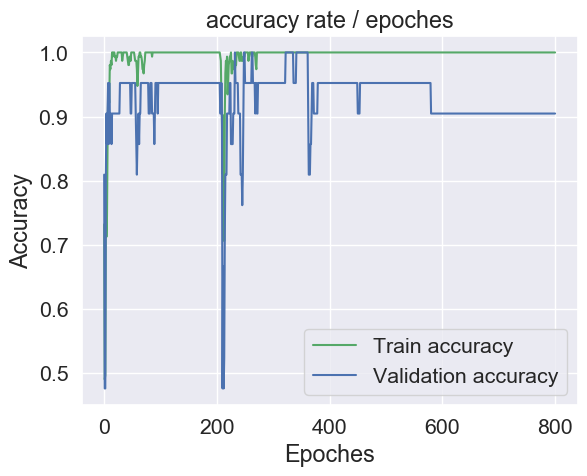 accuracy rate / epoches
1.0
0.9
0.8
0.7
0.6
0.5
Accuracy
Train accuracy
Validation accuracy
0
200
400
600
800
Epoches